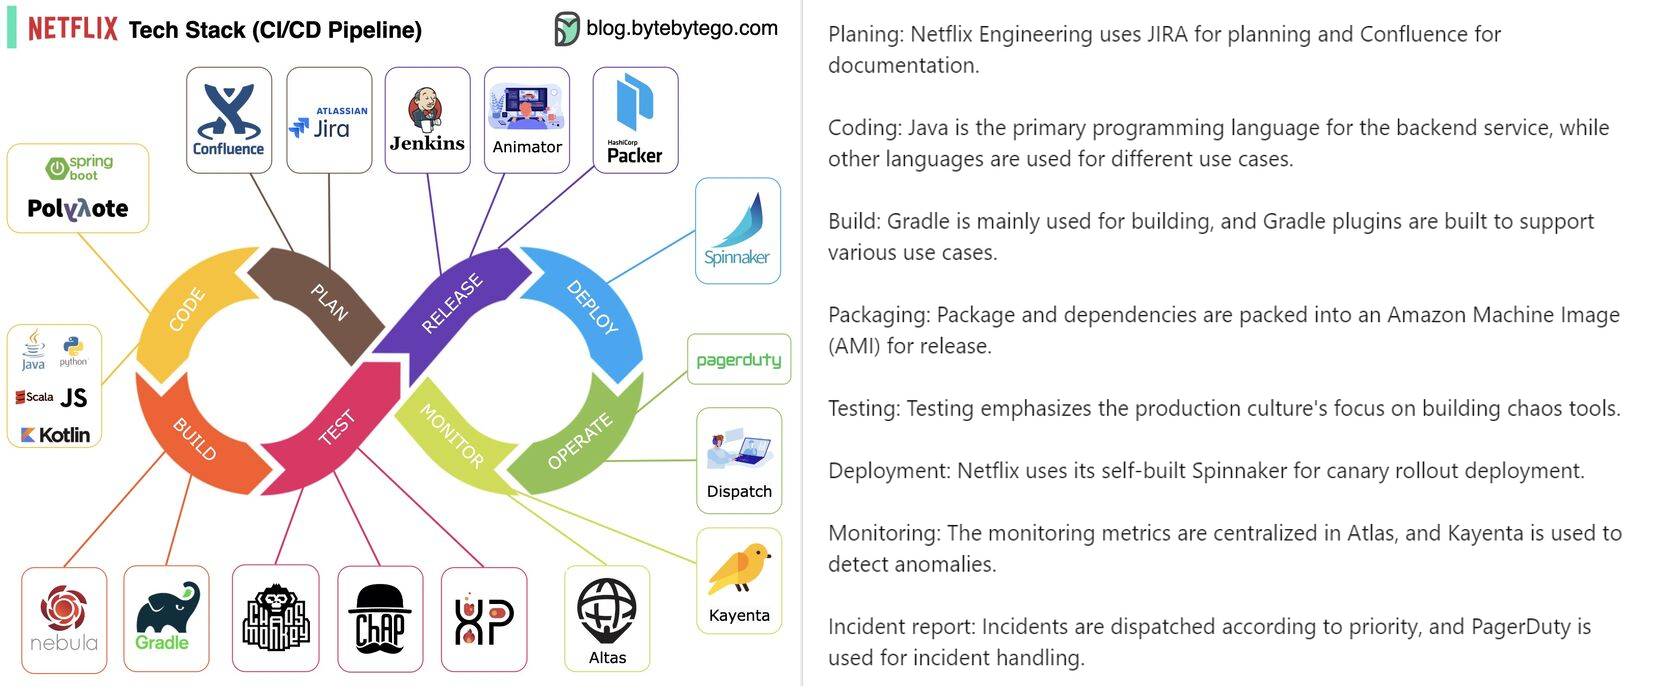 NETFLIX Tech Stack (CI/CD Pipeline)
blog.bytebytego.com
Confluence
ATLASSIAN
Jira
Jenkins
Animator
HashiCorp
Packer
spring
boot
Polyλote
Spinnaker
CODE
PLAN
RELEASE
DEPLOY
Java
python
Scala
JS
Kotlin
pagerduty
BUILD
TEST
MONITOR
OPERATE
Dispatch
nebula
Gradle
CHAOS
MONKEY
ChAP
XP
Altas
Kayenta
Planing: Netflix Engineering uses JIRA for planning and Confluence for
documentation.
Coding: Java is the primary programming language for the backend service, while
other languages are used for different use cases.
Build: Gradle is mainly used for building, and Gradle plugins are built to support
various use cases.
Packaging: Package and dependencies are packed into an Amazon Machine Image
(AMI) for release.
Testing: Testing emphasizes the production culture's focus on building chaos tools.
Deployment: Netflix uses its self-built Spinnaker for canary rollout deployment.
Monitoring: The monitoring metrics are centralized in Atlas, and Kayenta is used to
detect anomalies.
Incident report: Incidents are dispatched according to priority, and PagerDuty is
used for incident handling.